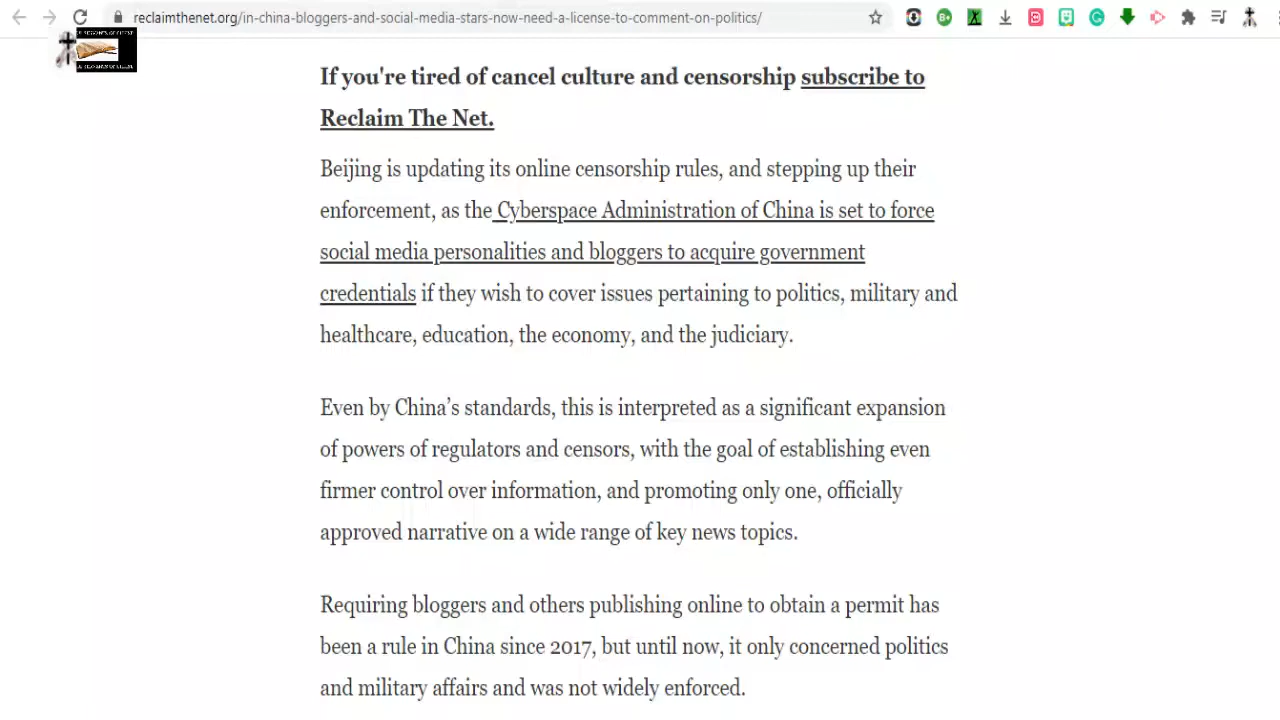 reclaimthenet.org/in-china-bloggers-and-social-media-stars-now-need-a-license-to-comment-on-politics/
If you're tired of cancel culture and censorship subscribe to
Reclaim The Net.
Beijing is updating its online censorship rules, and stepping up their
enforcement, as the Cyberspace Administration of China is set to force
social media personalities and bloggers to acquire government
credentials if they wish to cover issues pertaining to politics, military and
healthcare, education, the economy, and the judiciary.
Even by China’s standards, this is interpreted as a significant expansion
of powers of regulators and censors, with the goal of establishing even
firmer control over information, and promoting only one, officially
approved narrative on a wide range of key news topics.
Requiring bloggers and others publishing online to obtain a permit has
been a rule in China since 2017, but until now, it only concerned politics
and military affairs and was not widely enforced.